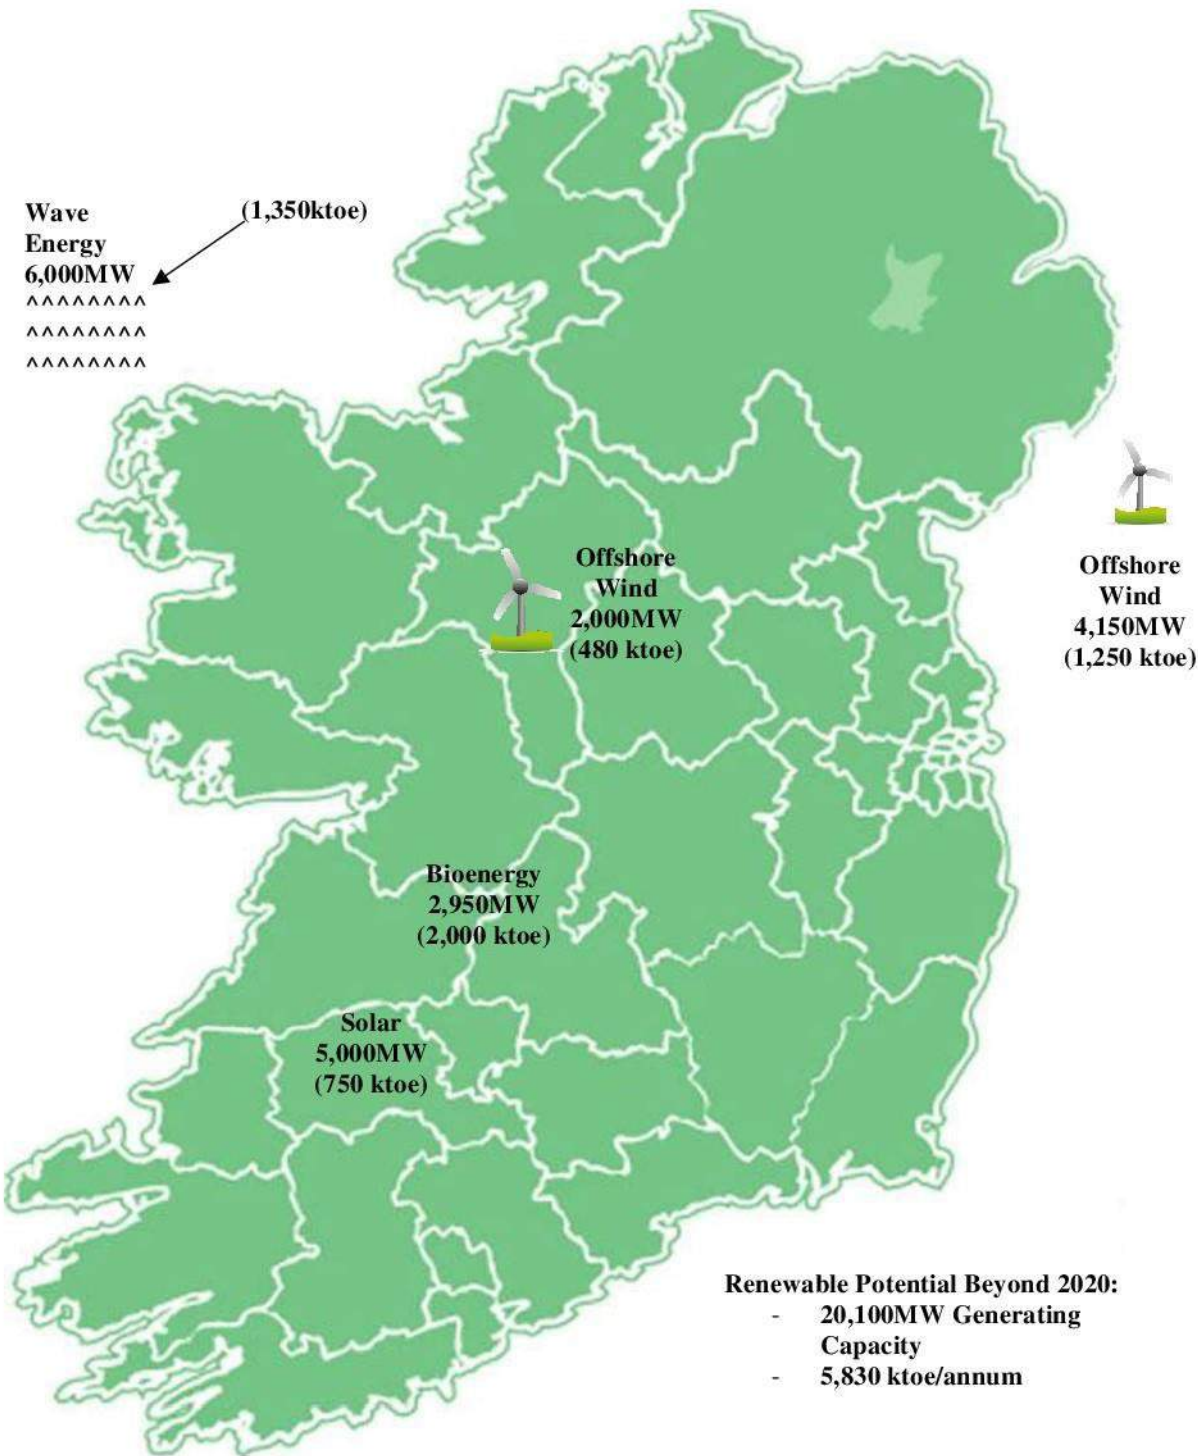 Wave
Energy
6,000MW
(1,350ktoe)
^^^^^^^^
^^^^^^^^
^^^^^^^^
Offshore
Wind
2,000MW
(480 ktoe)
Offshore
Wind
4,150MW
(1,250 ktoe)
Bioenergy
2,950MW
(2,000 ktoe)
Solar
5,000MW
(750 ktoe)
Renewable Potential Beyond 2020:
- 20,100MW Generating
Capacity
- 5,830 ktoe/annum